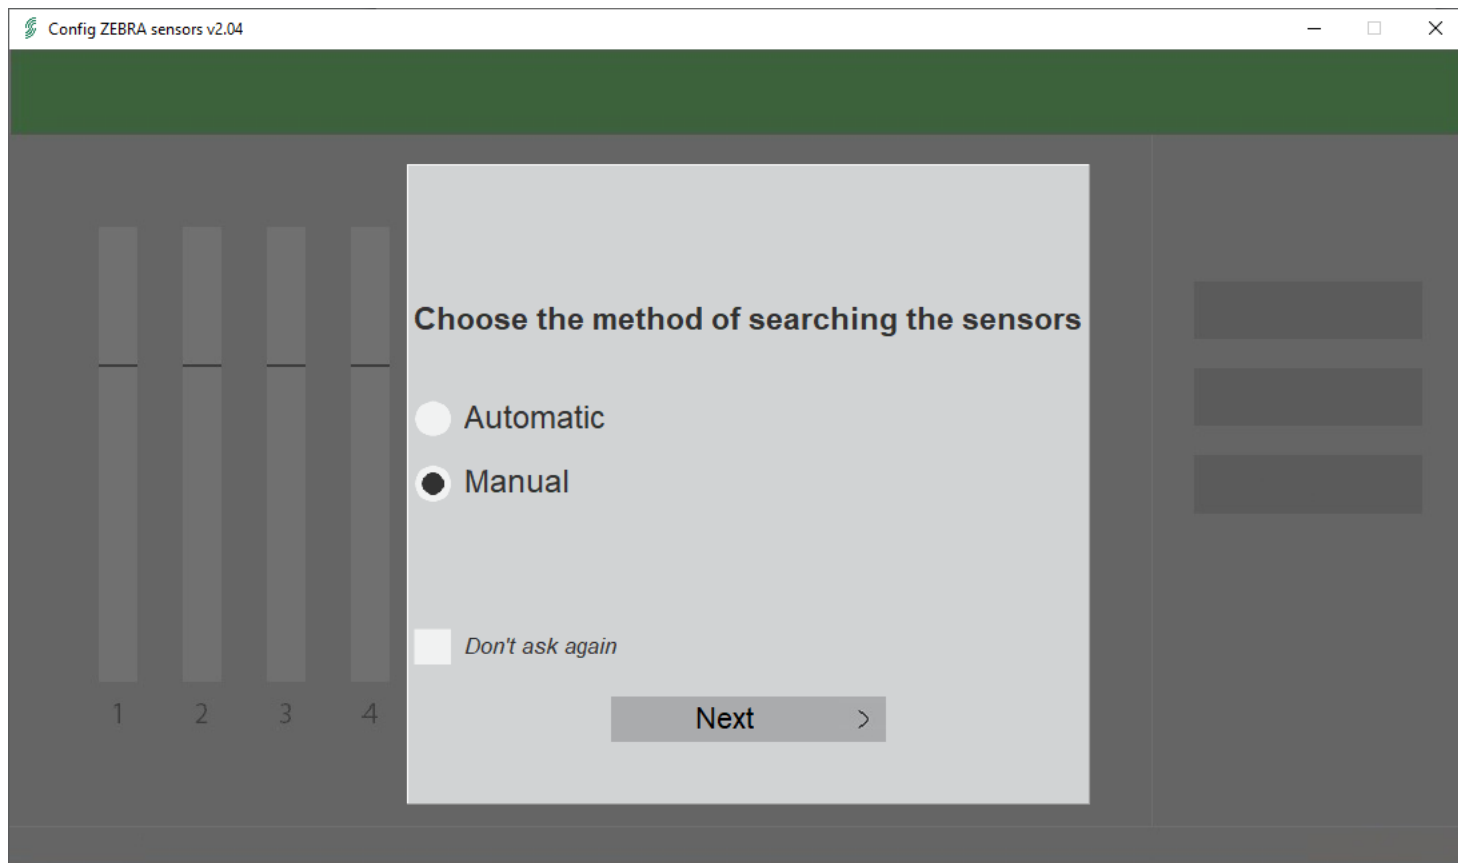 Config ZEBRA sensors v2.04
Choose the method of searching the sensors
Automatic
Manual
Don't ask again
1 2 3 4
Next >